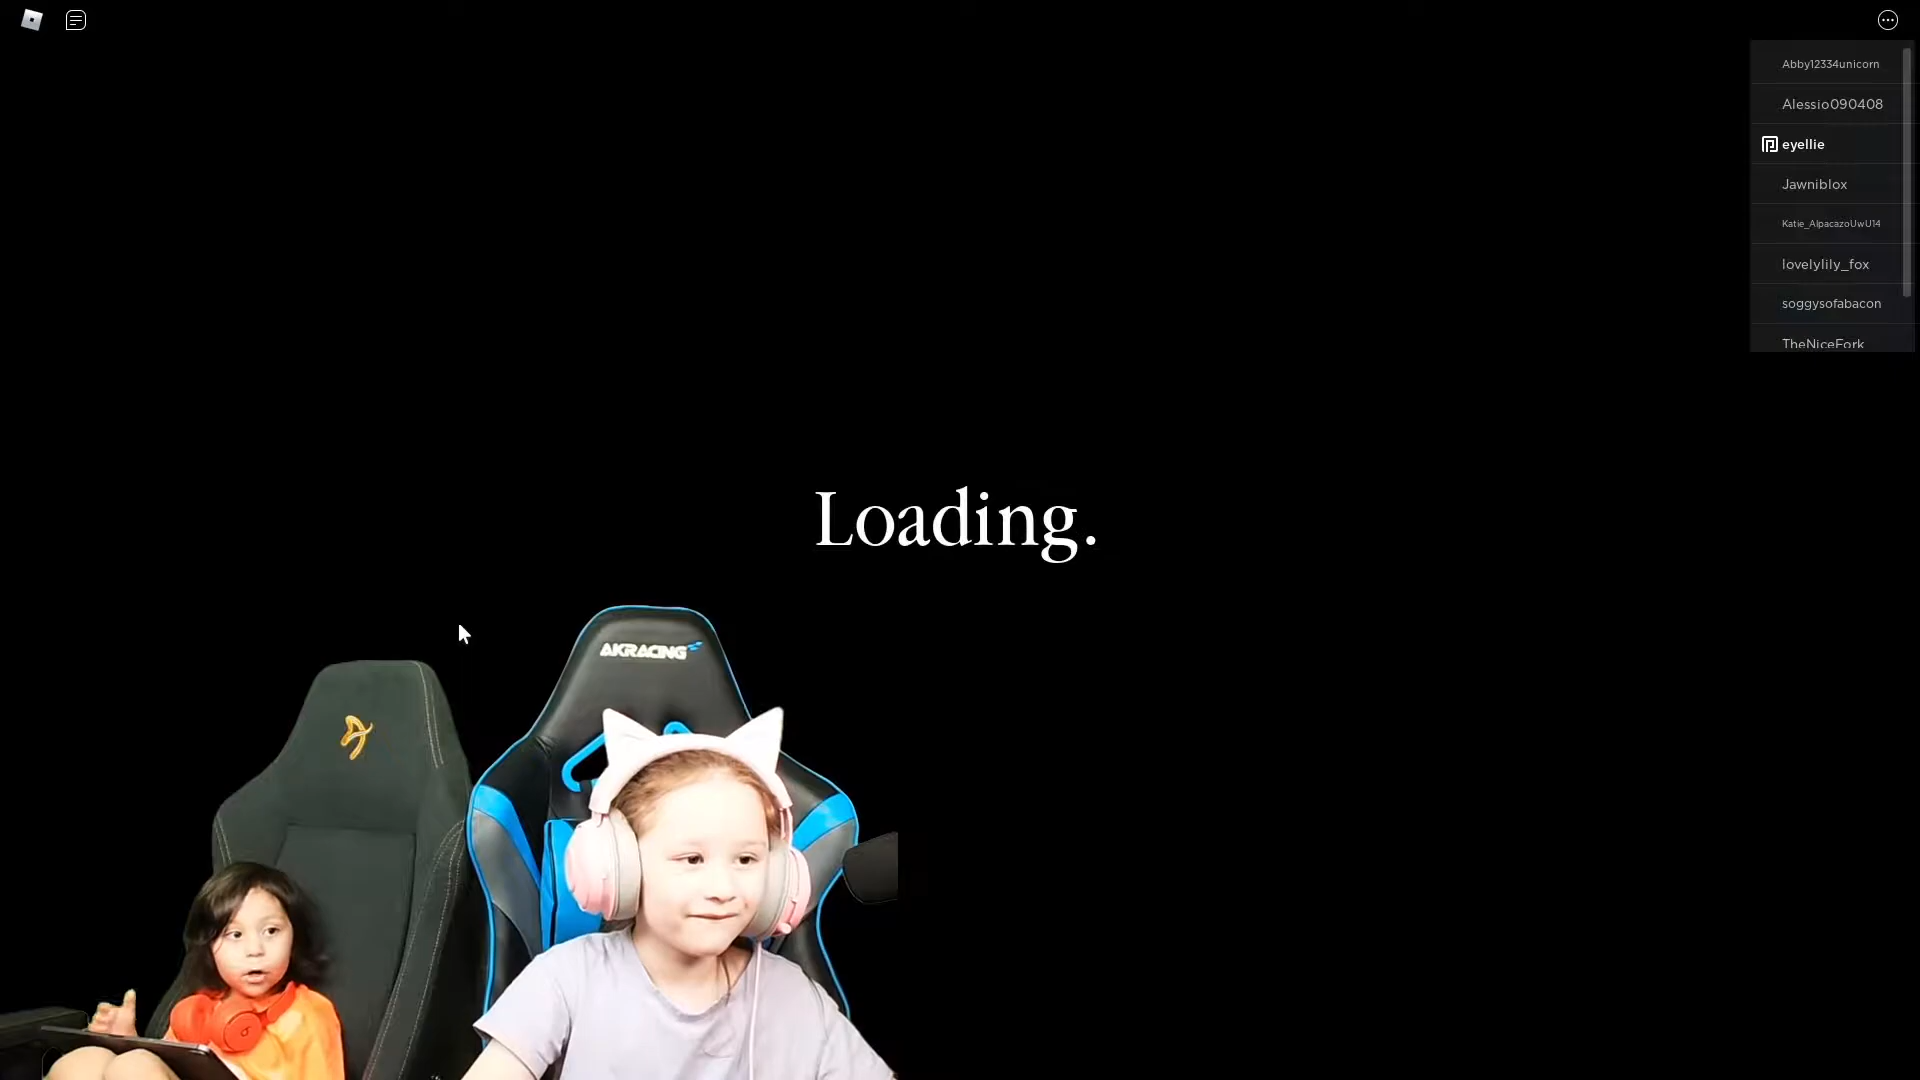 Abby12334unicorn
Alessio090408
eyellie
Jawniblox
Katie_AlpacazoUwU14
lovelylily_fox
soggysofabacon
TheNiceFork
Loading.
AKRACING